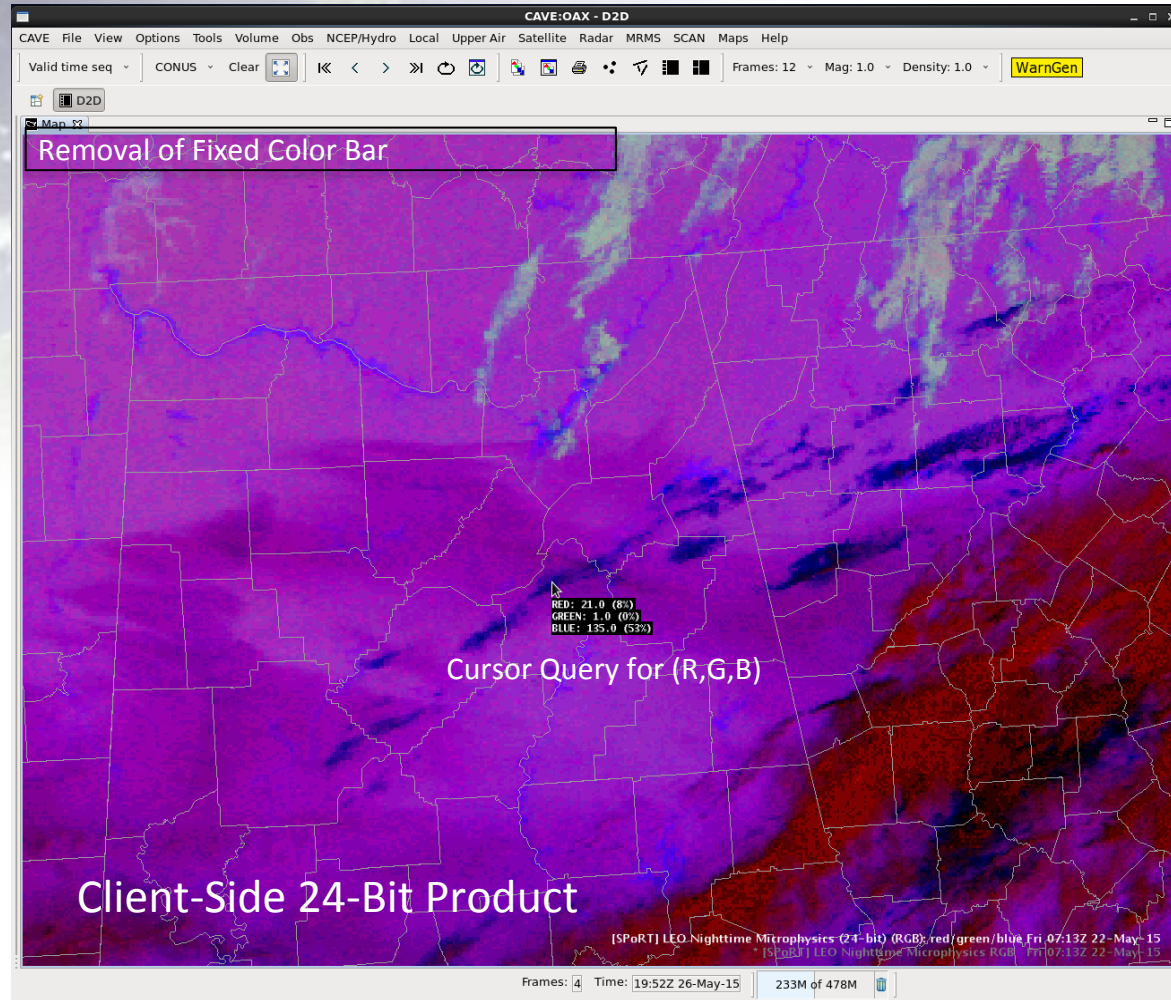 CAVE:OAX - D2D
CAVE File View Options Tools Volume Obs NCEP/Hydro Local Upper Air Satellite Radar MRMS SCAN Maps Help
Valid time seq CONUS Clear Frames: 12 Mag: 1.0 Density: 1.0 WarnGen
D2D
Map
Removal of Fixed Color Bar
RED: 21.0 (8%)
GREEN: 1.0 (0%)
BLUE: 135.0 (53%)
Cursor Query for (R,G,B)
Client-Side 24-Bit Product
[SPoRT] LEO Nighttime Microphysics (24-bit) (RGB); red/green/blue Fri 07:13Z 22-May-15
* [SPoRT] LEO Nighttime Microphysics RGB Fri 07:13Z 22-May-15
Frames: 4 Time: 19:52Z 26-May-15 233M of 478M